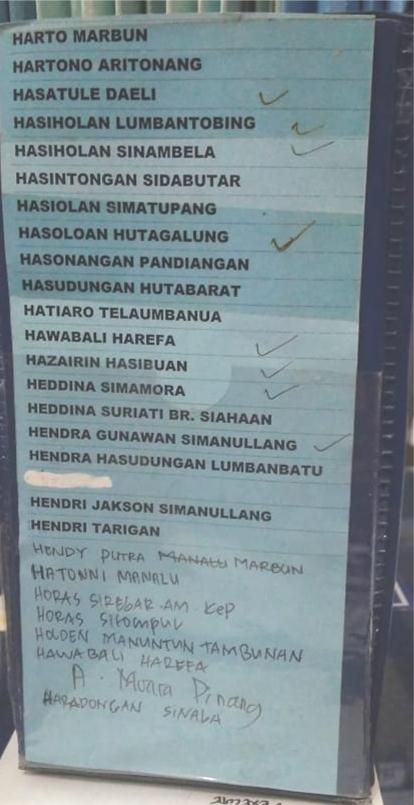 HARTO MARBUN
HARTONO ARITONANG
HASATULE DAELI
HASIHOLAN LUMBANTOBING
HASIHOLAN SINAMBELA
HASINTONGAN SIDABUTAR
HASIOLAN SIMATUPANG
HASOLOAN HUTAGALUNG
HASONANGAN PANDIANGAN
HASUDUNGAN HUTABARAT
HATIARO TELAUMBANUA
HAWABALI HAREFA
HAZAIRIN HASIBUAN
HEDDINA SIMAMORA
HEDDINA SURIATI BR. SIAHAAN
HENDRA GUNAWAN SIMANULLANG
HENDRA HASUDUNGAN LUMBANBATU
HENDRI JAKSON SIMANULLANG
HENDRI TARIGAN
HENDY PUTRA MANALU MARBUN
HATONNI MANALU
HORAS SIREGAR AM. KEP
HORAS SITOMPUL
HOLDEN MANUNTUN TAMBUNAN
HAWABALI HAREFA
A. Muara Pinang
HARADONGAN SINAGA